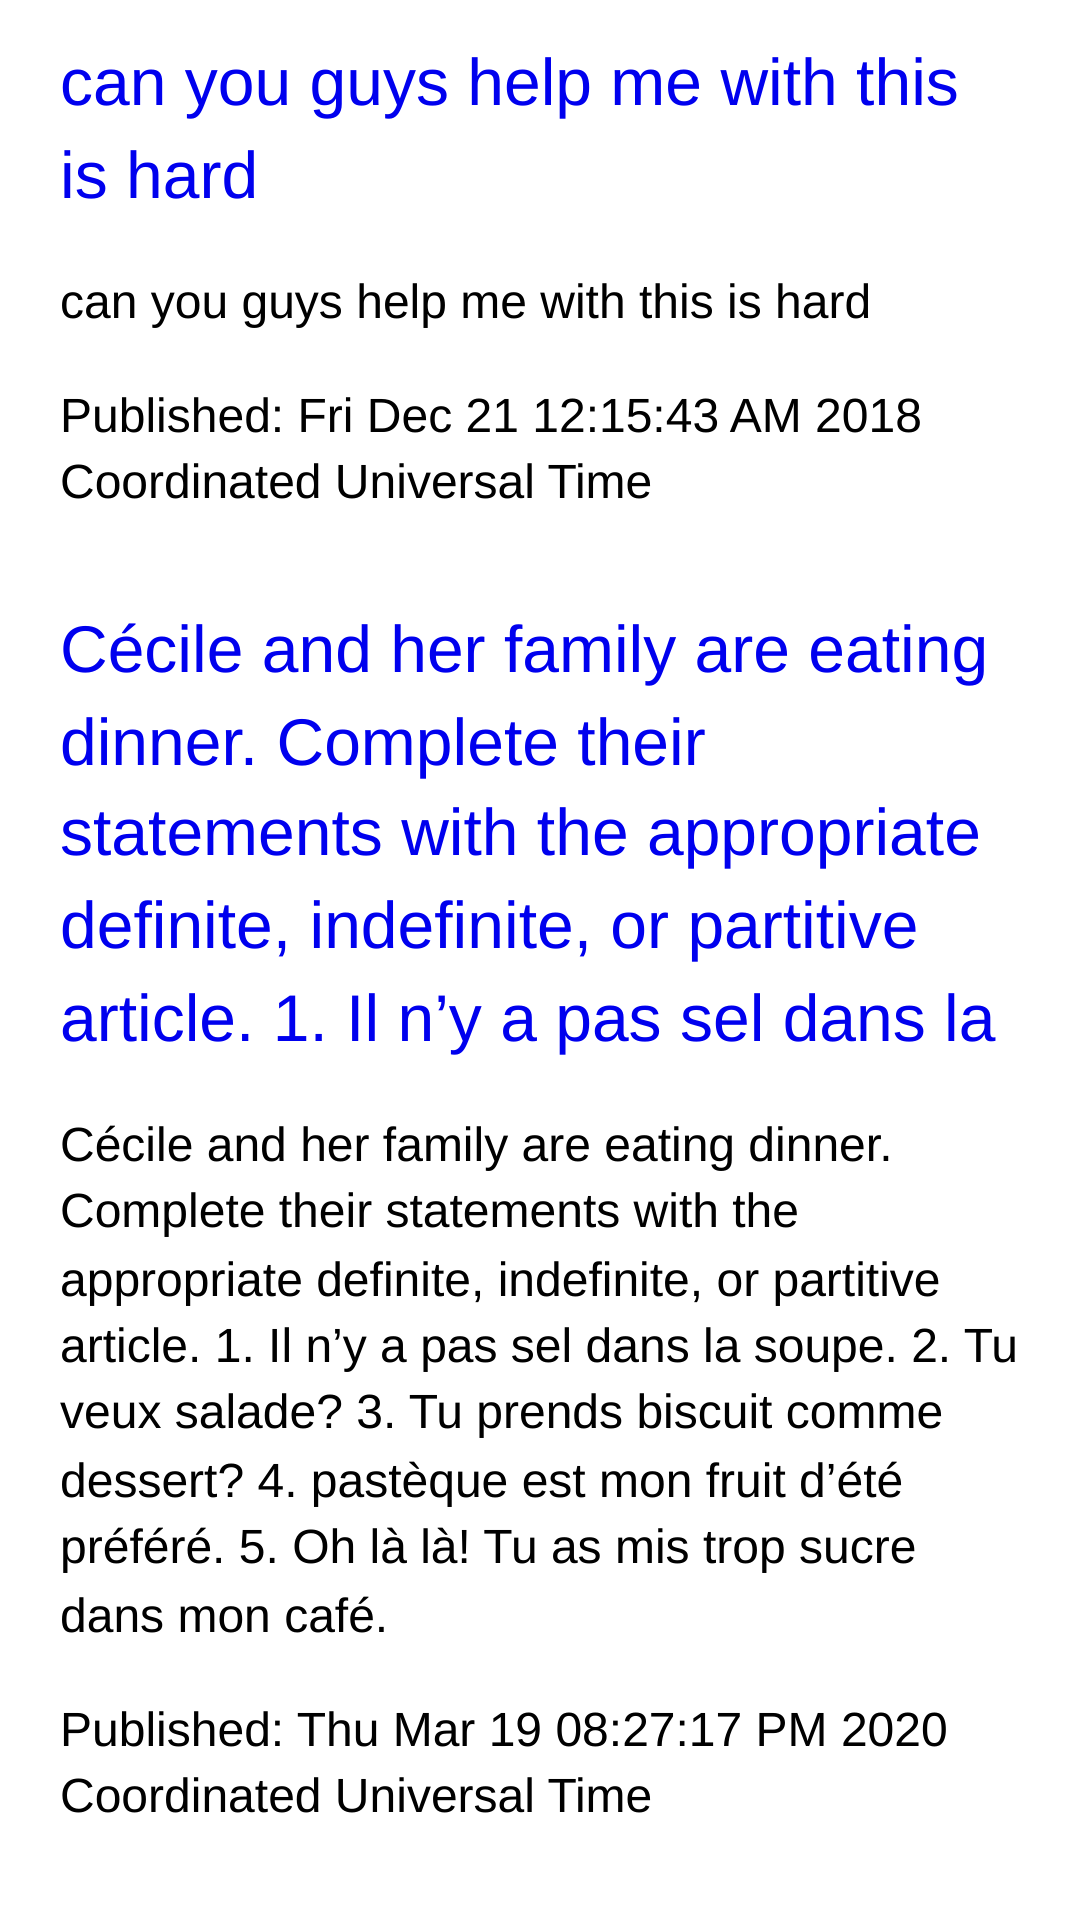 can you guys help me with this
is hard
can you guys help me with this is hard
Published: Fri Dec 21 12:15:43 AM 2018
Coordinated Universal Time
Cécile and her family are eating
dinner. Complete their
statements with the appropriate
definite, indefinite, or partitive
article. 1. Il n’y a pas sel dans la
Cécile and her family are eating dinner.
Complete their statements with the
appropriate definite, indefinite, or partitive
article. 1. Il n’y a pas sel dans la soupe. 2. Tu
veux salade? 3. Tu prends biscuit comme
dessert? 4. pastèque est mon fruit d’été
préféré. 5. Oh là là! Tu as mis trop sucre
dans mon café.
Published: Thu Mar 19 08:27:17 PM 2020
Coordinated Universal Time